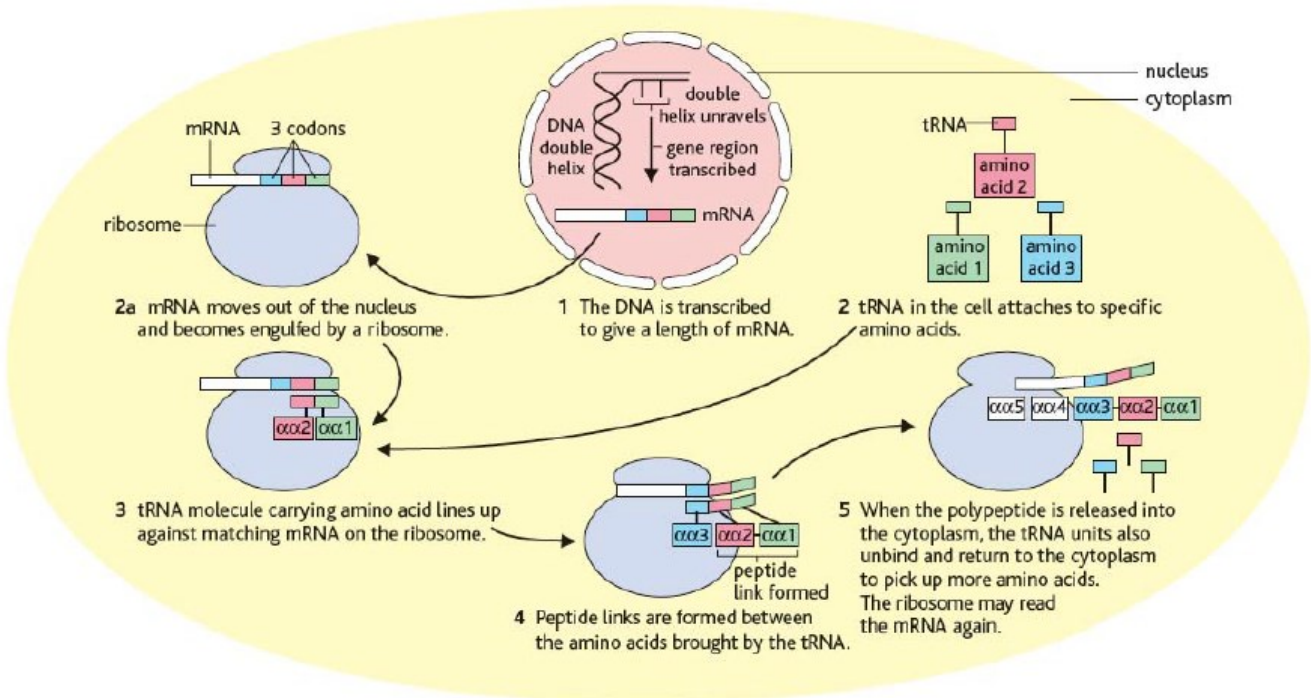 nucleus
cytoplasm
double
helix unravels
DNA
double
helix
gene region
transcribed
mRNA
mRNA
3 codons
ribosome
tRNA
amino
acid 2
amino
acid 1
amino
acid 3
2a mRNA moves out of the nucleus
and becomes engulfed by a ribosome.
1 The DNA is transcribed
to give a length of mRNA.
2 tRNA in the cell attaches to specific
amino acids.
αα2 αα1
3 tRNA molecule carrying amino acid lines up
against matching mRNA on the ribosome.
αα3 αα2 αα1
peptide
link formed
4 Peptide links are formed between
the amino acids brought by the tRNA.
αα5 αα4 αα3 αα2 αα1
5 When the polypeptide is released into
the cytoplasm, the tRNA units also
unbind and return to the cytoplasm
to pick up more amino acids.
The ribosome may read
the mRNA again.